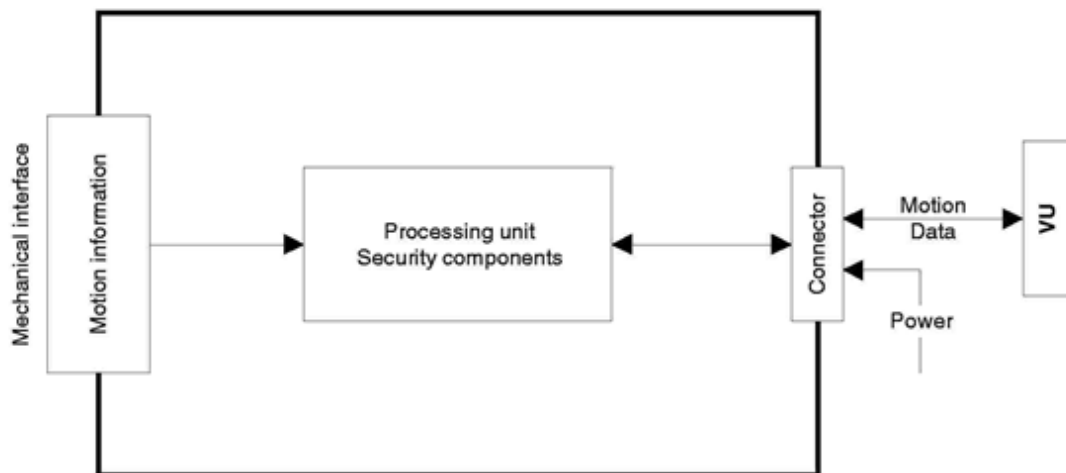 Mechanical interface
Motion information
Processing unit
Security components
Connector
Motion
Data
Power
VU